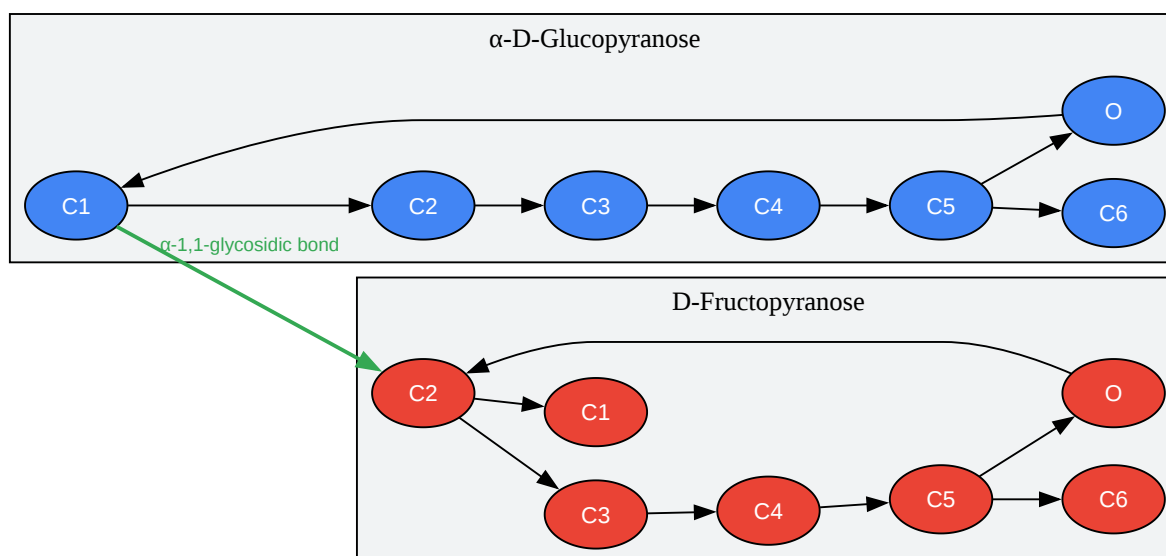 α-D-Glucopyranose
O
C1
C2
C3
C4
C5
C6
α-1,1-glycosidic bond
D-Fructopyranose
C2
C1
O
C3
C4
C5
C6